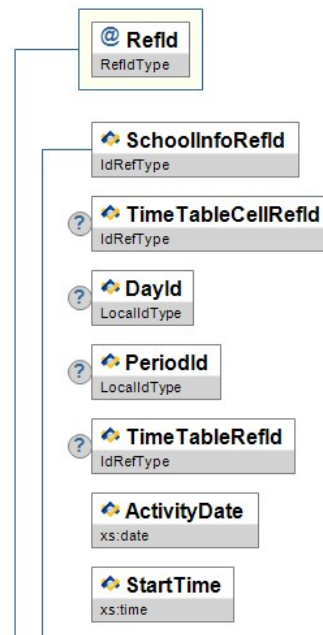 @ RefId
RefIdType
SchoolInfoRefId
IdRefType
? TimeTableCellRefId
IdRefType
? DayId
LocalIdType
? PeriodId
LocalIdType
? TimeTableRefId
IdRefType
ActivityDate
xs:date
StartTime
xs:time